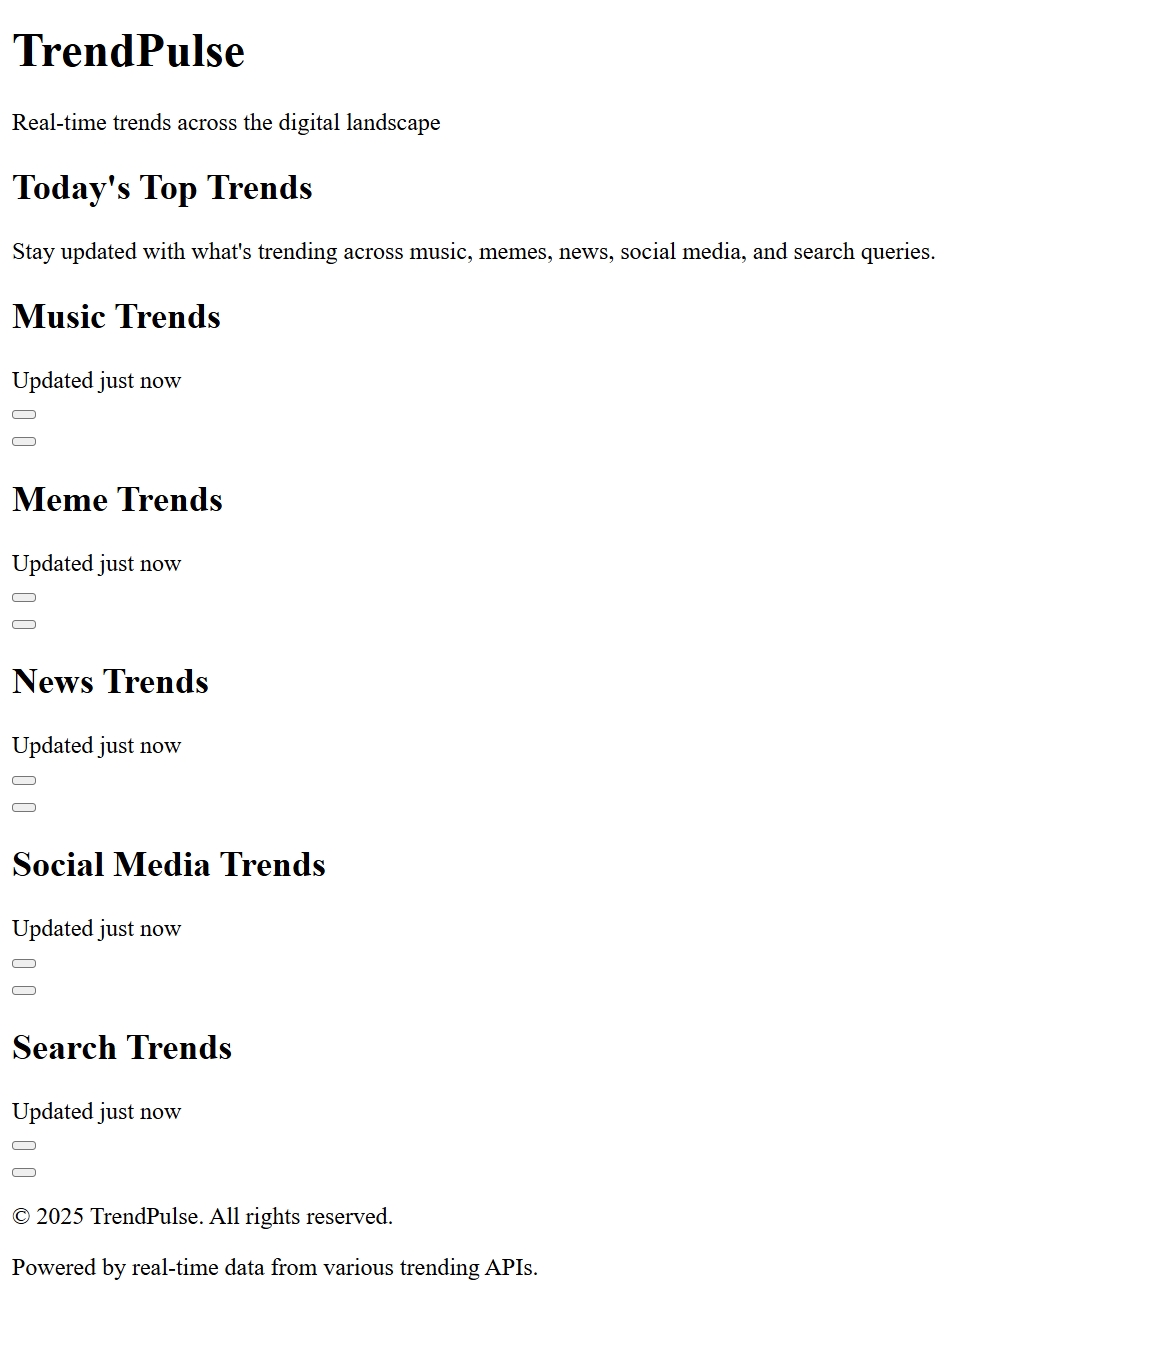 TrendPulse
Real-time trends across the digital landscape
Today's Top Trends
Stay updated with what's trending across music, memes, news, social media, and search queries.
Music Trends
Updated just now
Meme Trends
Updated just now
News Trends
Updated just now
Social Media Trends
Updated just now
Search Trends
Updated just now
© 2025 TrendPulse. All rights reserved.
Powered by real-time data from various trending APIs.